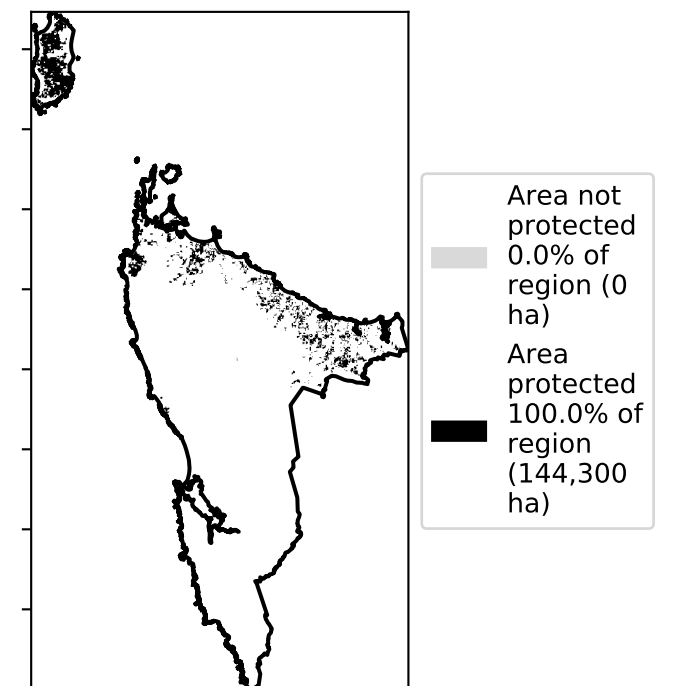 Area not
protected
0.0% of
region (0
ha)
Area
protected
100.0% of
region
(144,300
ha)